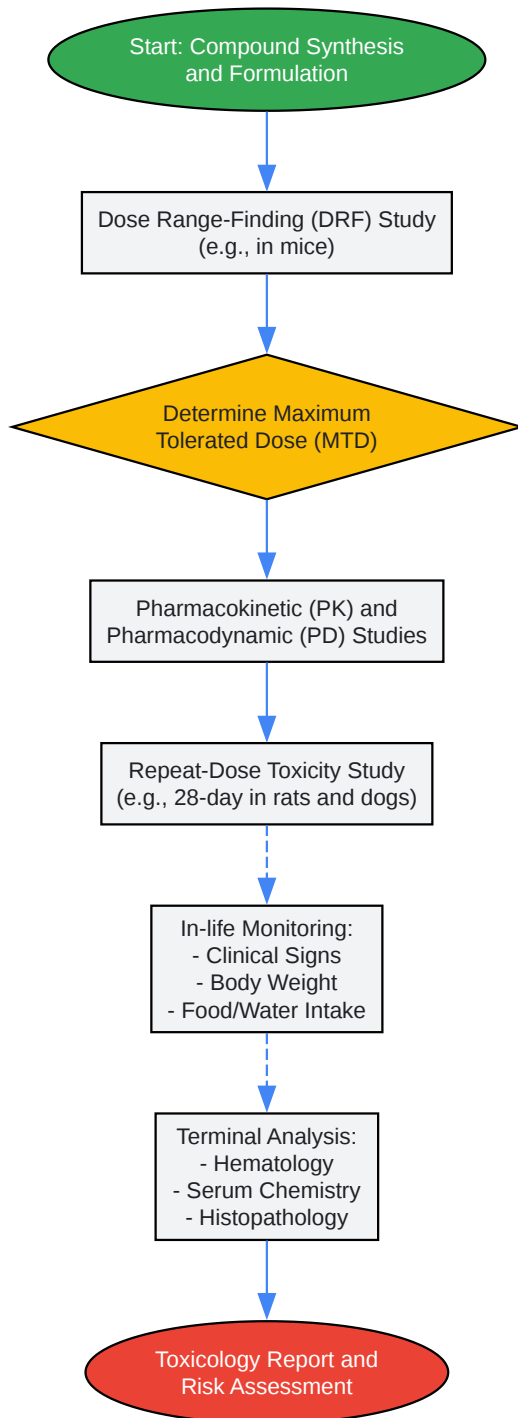 Start: Compound Synthesis
and Formulation
Dose Range-Finding (DRF) Study
(e.g., in mice)
Determine Maximum
Tolerated Dose (MTD)
Pharmacokinetic (PK) and
Pharmacodynamic (PD) Studies
Repeat-Dose Toxicity Study
(e.g., 28-day in rats and dogs)
In-life Monitoring:
- Clinical Signs
- Body Weight
- Food/Water Intake
Terminal Analysis:
- Hematology
- Serum Chemistry
- Histopathology
Toxicology Report and
Risk Assessment